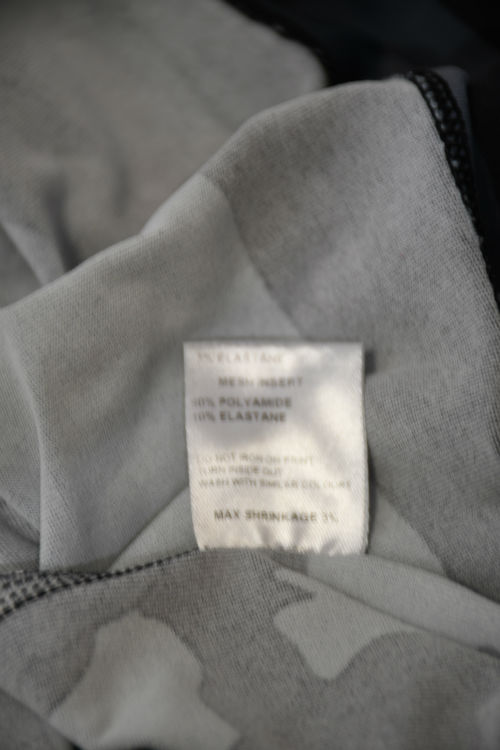 ELASTANE
MESH INSERT
POLYAMIDE
10% ELASTANE
DO NOT IRON ON PRINT
TURN INSIDE OUT
WASH WITH SIMILAR COLOURS
MAX SHRINKAGE 3%